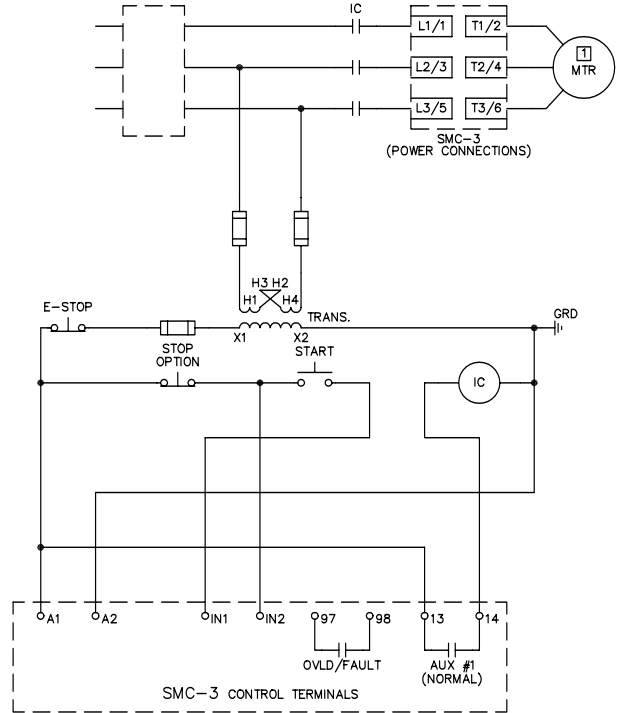 IC
L1/1 T1/2
L2/3 T2/4
L3/5 T3/6
1
MTR
SMC-3
(POWER CONNECTIONS)
H3 H2
H1 H4
E-STOP
TRANS.
GRD
X1 X2
STOP
OPTION
START
IC
A1 A2 IN1 IN2 97 98 13 14
OVLD/FAULT
AUX #1
(NORMAL)
SMC-3 CONTROL TERMINALS